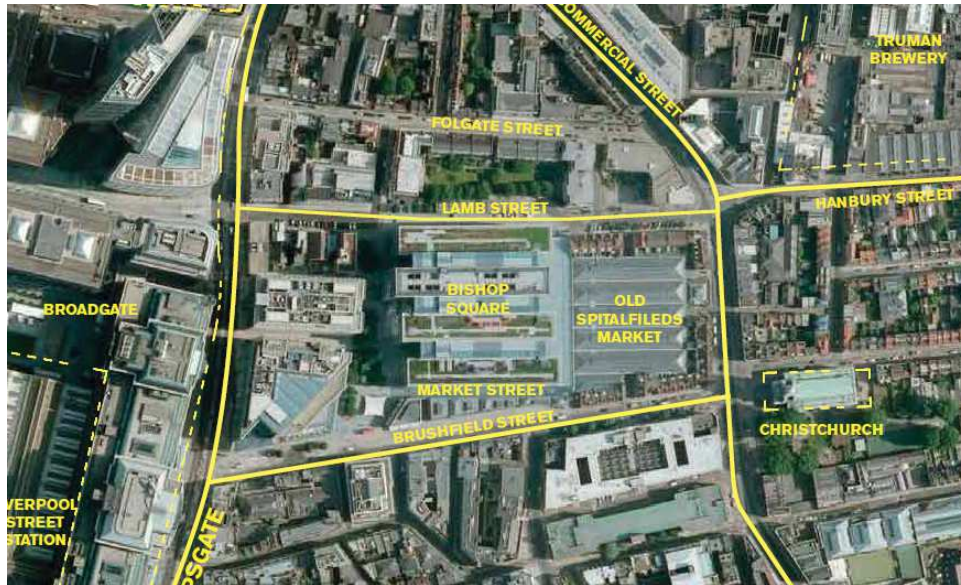 OMMERCIAL STREET
TRUMAN
BREWERY
FOLGATE STREET
LAMB STREET
HANBURY STREET
BISHOP
SQUARE
OLD
SPITALFILEDS
MARKET
BROADGATE
MARKET STREET
BRUSHFIELD STREET
CHRISTCHURCH
VERPOOL
STREET
STATION
PSGATE